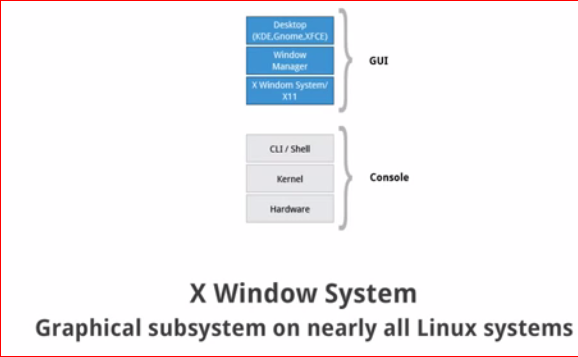 Desktop
(KDE,Gnome,XFCE)
Window
Manager
X Windom System/
X11
GUI
CLI / Shell
Kernel
Hardware
Console
X Window System
Graphical subsystem on nearly all Linux systems